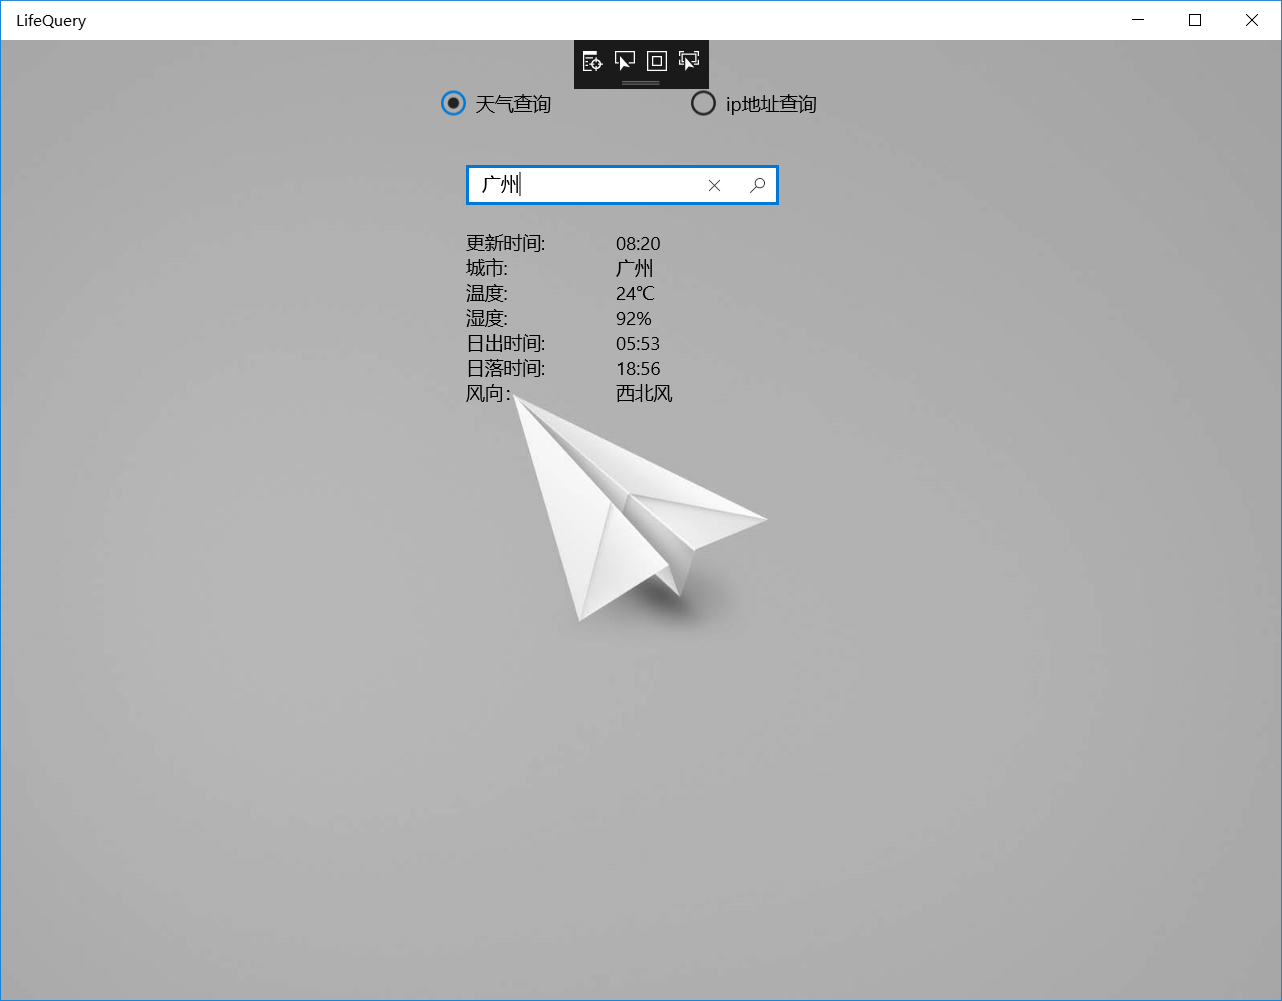 LifeQuery
天气查询 ip地址查询
广州
更新时间: 08:20
城市: 广州
温度: 24℃
湿度: 92%
日出时间: 05:53
日落时间: 18:56
风向: 西北风